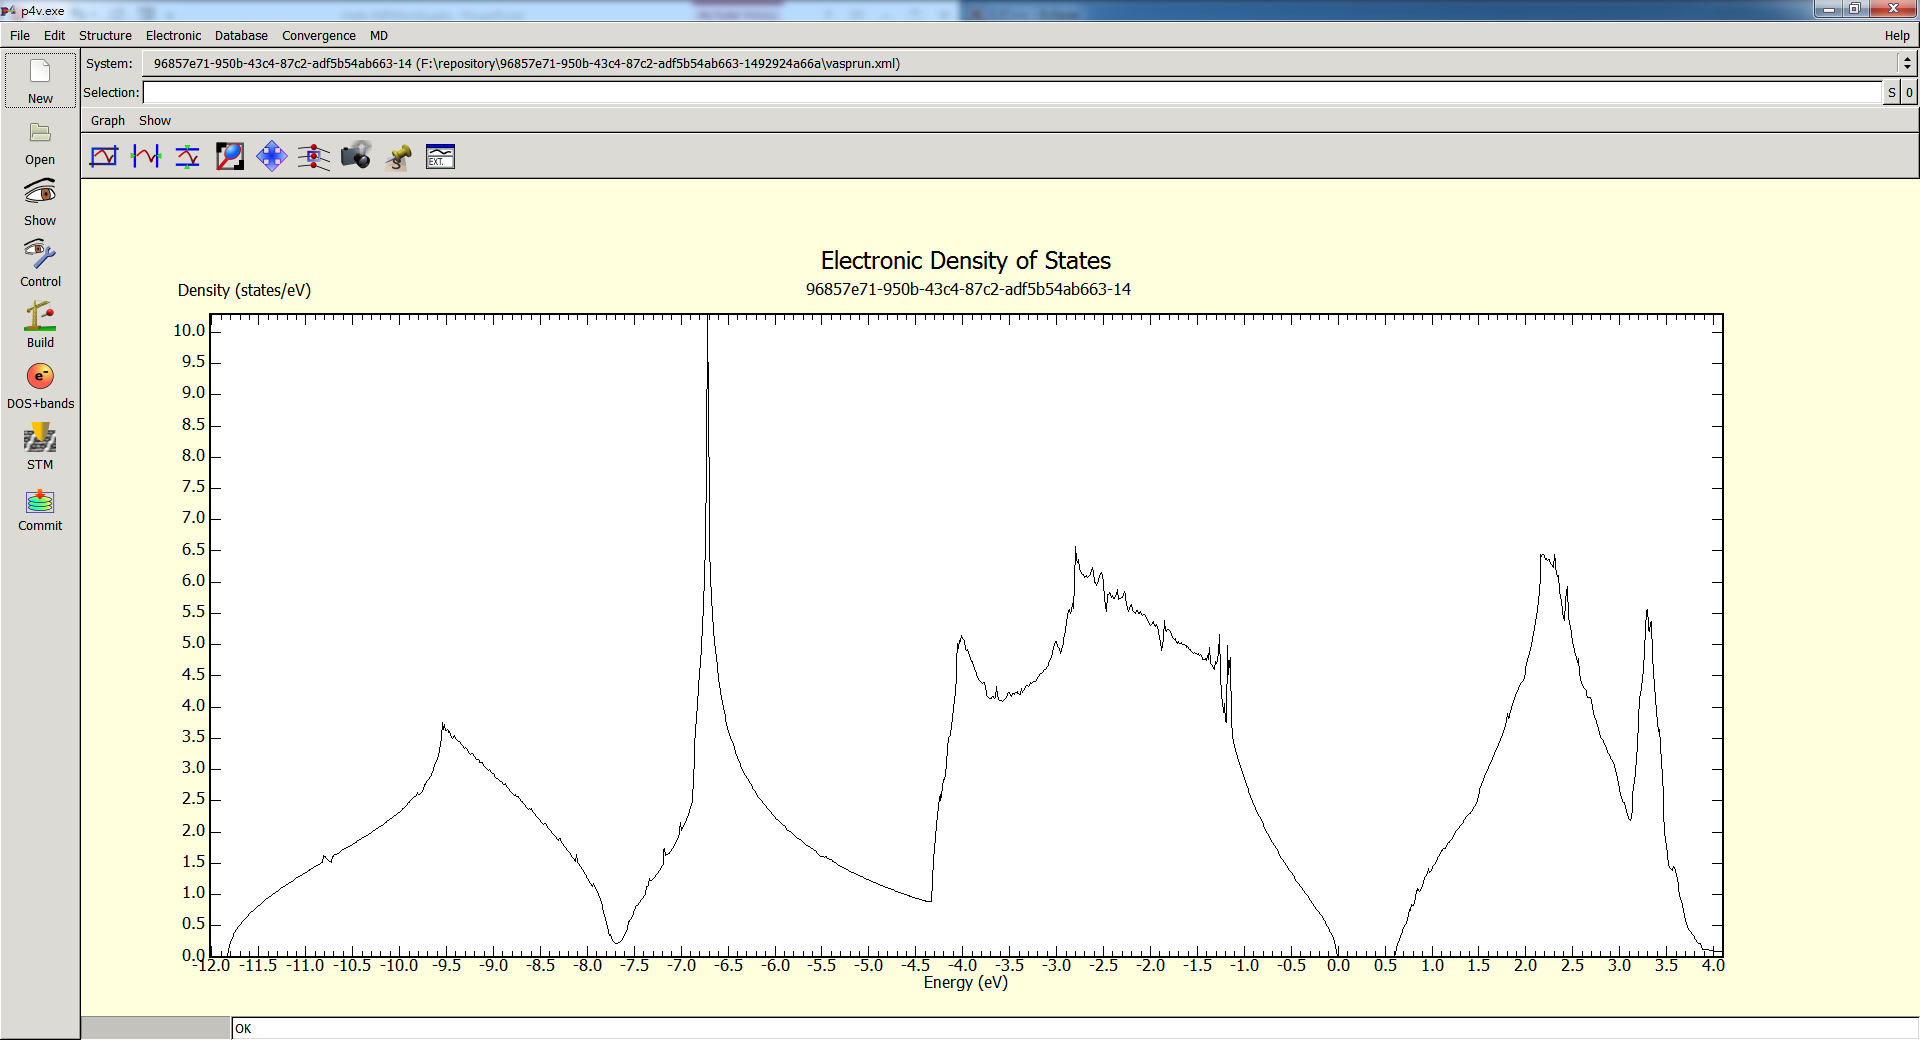 p4v.exe
File Edit Structure Electronic Database Convergence MD Help
New
Open
Show
Control
Build
e-
DOS+bands
STM
Commit
System: 96857e71-950b-43c4-87c2-adf5b54ab663-14 (F:\repository\96857e71-950b-43c4-87c2-adf5b54ab663-1492924a66a\vasprun.xml)
Selection: S 0
Graph Show
EXT.
Electronic Density of States
96857e71-950b-43c4-87c2-adf5b54ab663-14
Density (states/eV)
10.0
9.5
9.0
8.5
8.0
7.5
7.0
6.5
6.0
5.5
5.0
4.5
4.0
3.5
3.0
2.5
2.0
1.5
1.0
0.5
0.0
-12.0 -11.5 -11.0 -10.5 -10.0 -9.5 -9.0 -8.5 -8.0 -7.5 -7.0 -6.5 -6.0 -5.5 -5.0 -4.5 -4.0 -3.5 -3.0 -2.5 -2.0 -1.5 -1.0 -0.5 0.0 0.5 1.0 1.5 2.0 2.5 3.0 3.5 4.0
Energy (eV)
OK